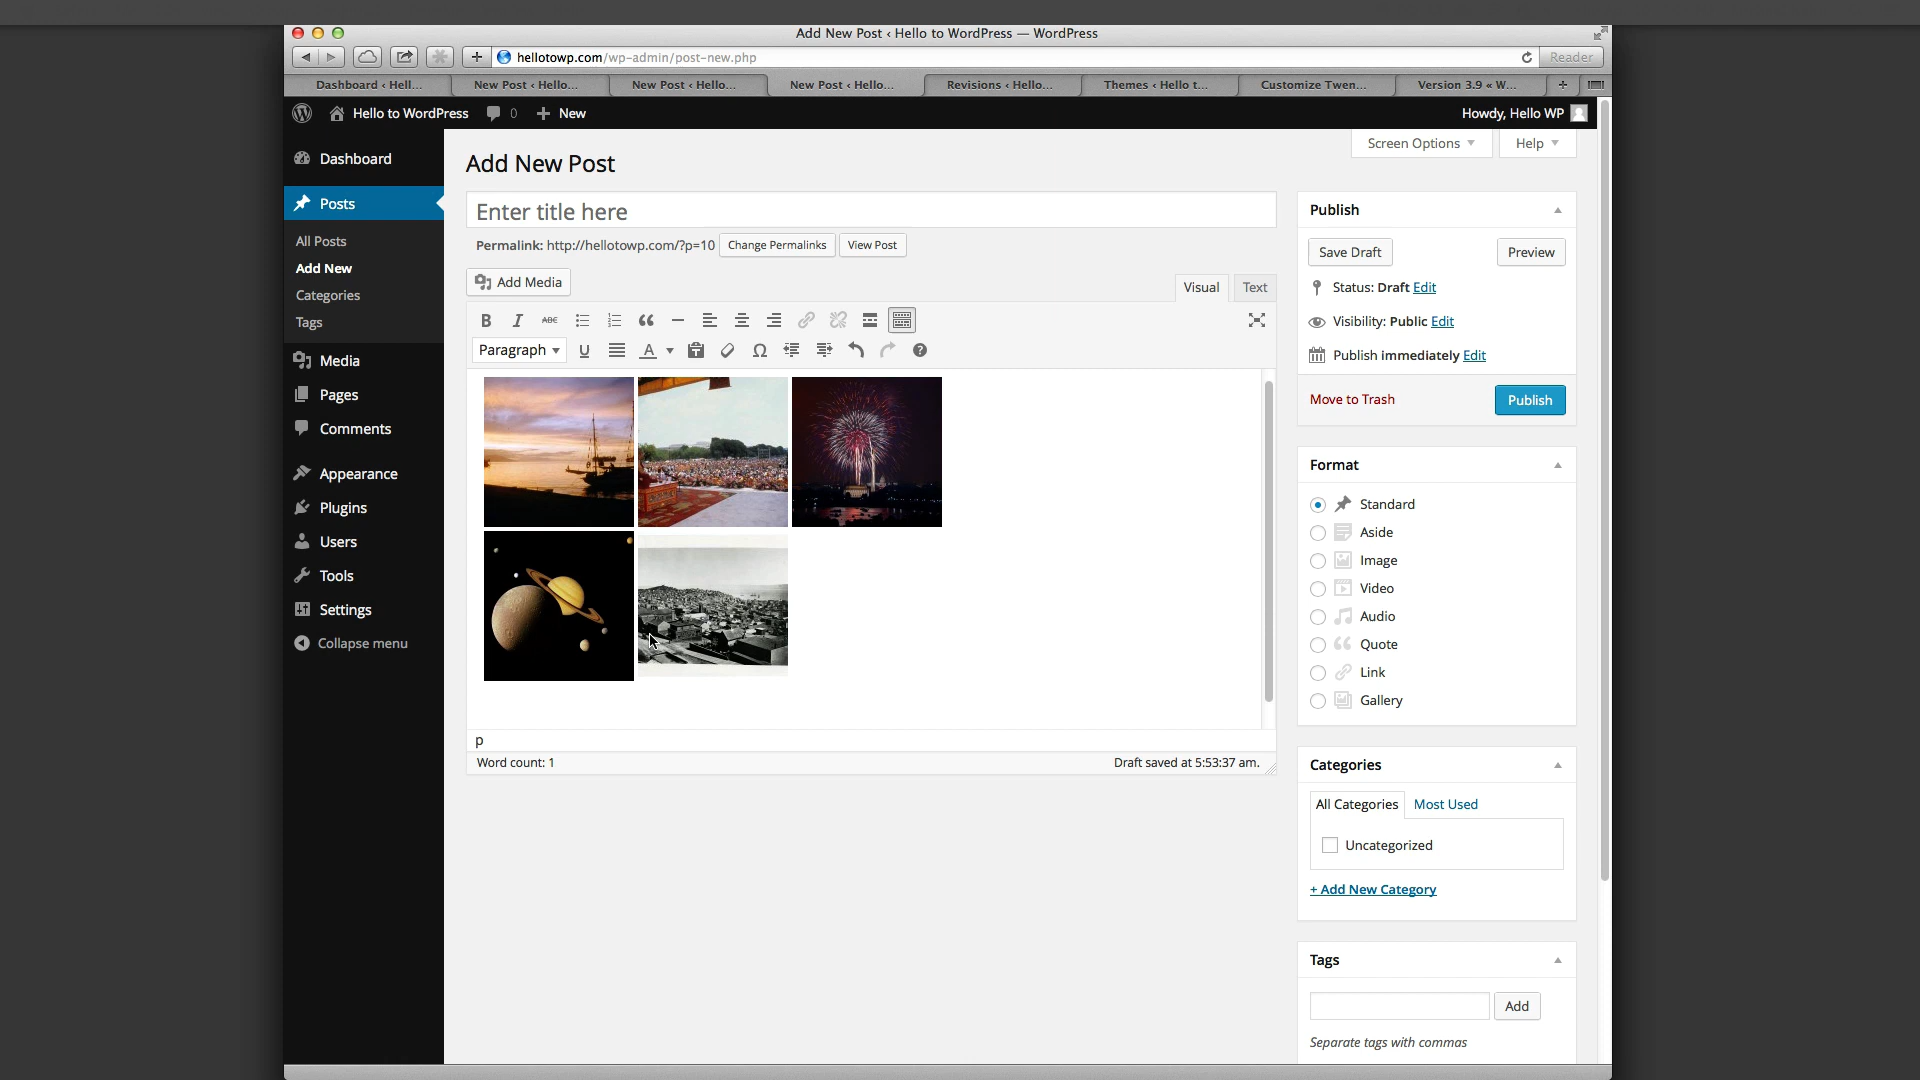 Add New Post ‹ Hello to WordPress — WordPress
hellotowp.com/wp-admin/post-new.php
Reader
Dashboard ‹ Hell...
New Post ‹ Hello...
New Post ‹ Hello...
New Post ‹ Hello...
Revisions ‹ Hello...
Themes ‹ Hello t...
Customize Twen...
Version 3.9 « W...
Hello to WordPress
0
New
Howdy, Hello WP
Dashboard
Posts
All Posts
Add New
Categories
Tags
Media
Pages
Comments
Appearance
Plugins
Users
Tools
Settings
Collapse menu
Screen Options
Help
Add New Post
Enter title here
Permalink: http://hellotowp.com/?p=10
Change Permalinks
View Post
Add Media
Visual
Text
B
I
ABC
Paragraph
U
A
Ω
p
Word count: 1
Draft saved at 5:53:37 am.
Publish
Save Draft
Preview
Status: Draft Edit
Visibility: Public Edit
Publish immediately Edit
Move to Trash
Publish
Format
Standard
Aside
Image
Video
Audio
Quote
Link
Gallery
Categories
All Categories
Most Used
Uncategorized
+ Add New Category
Tags
Add
Separate tags with commas